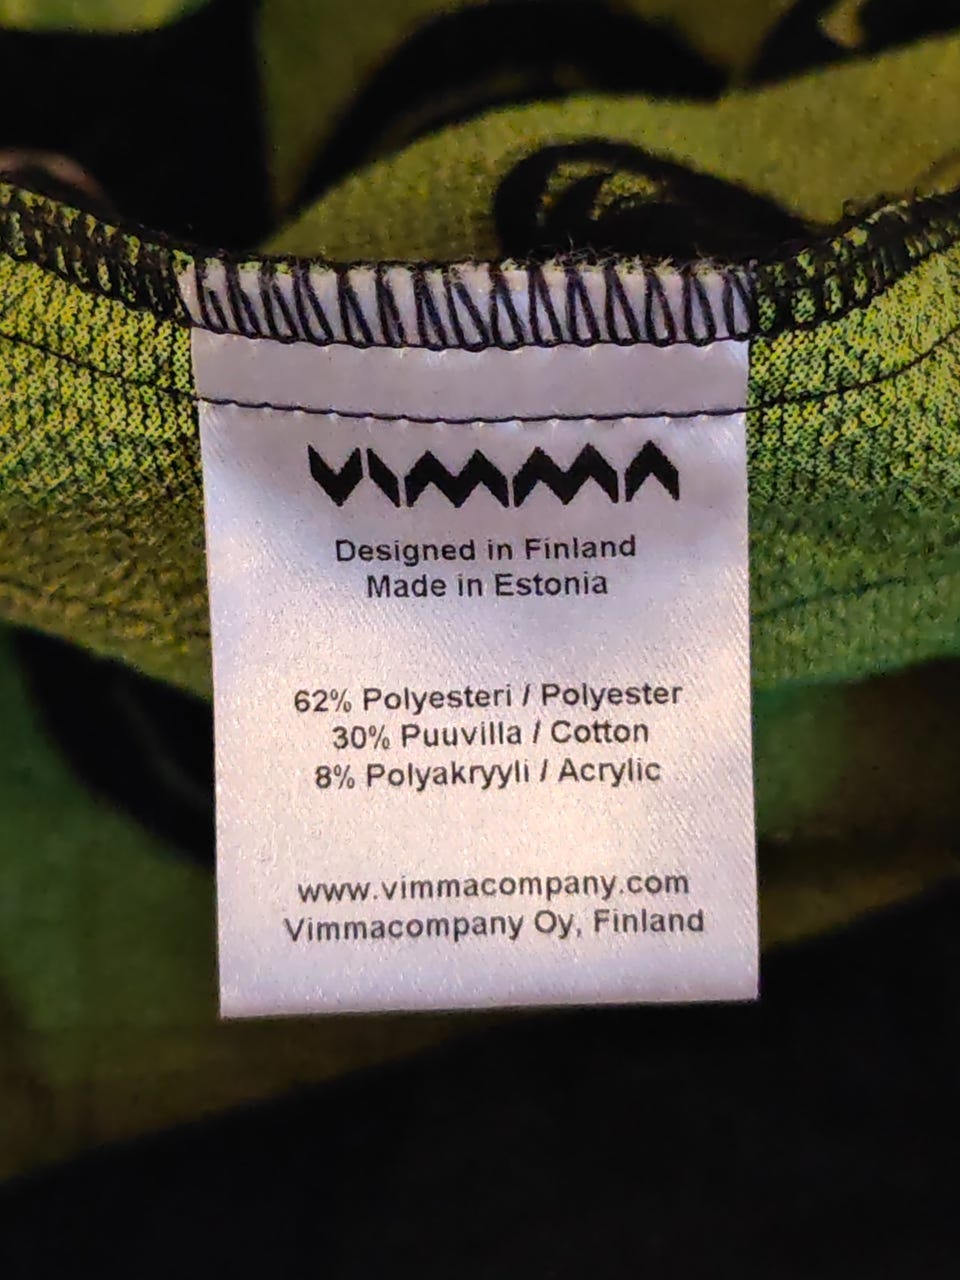 VIMMA
Designed in Finland
Made in Estonia
62% Polyesteri / Polyester
30% Puuvilla / Cotton
8% Polyakryyli / Acrylic
www.vimmacompany.com
Vimmacompany Oy, Finland